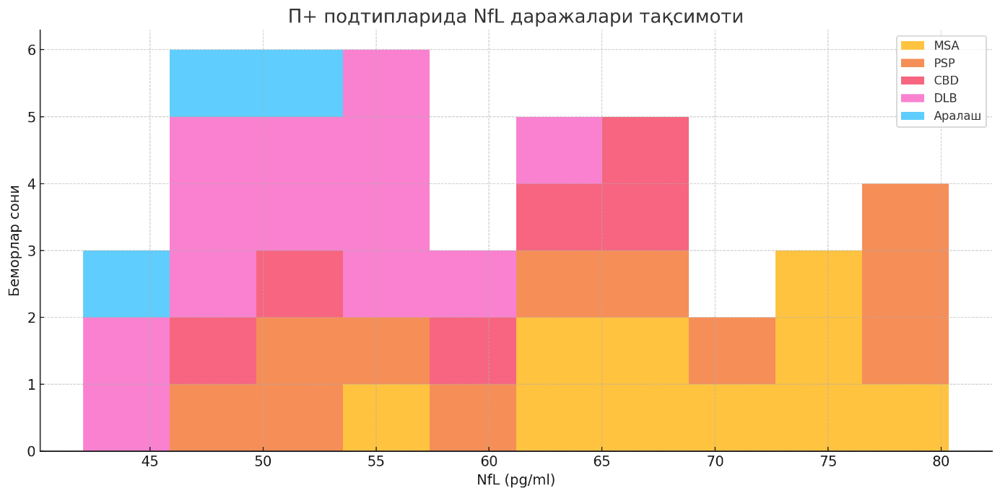 П+ подтипларида NfL даражалари тақсимоти
MSA
PSP
CBD
DLB
Аралаш
Беморлар сони
6
5
4
3
2
1
0
45 50 55 60 65 70 75 80
NfL (pg/ml)